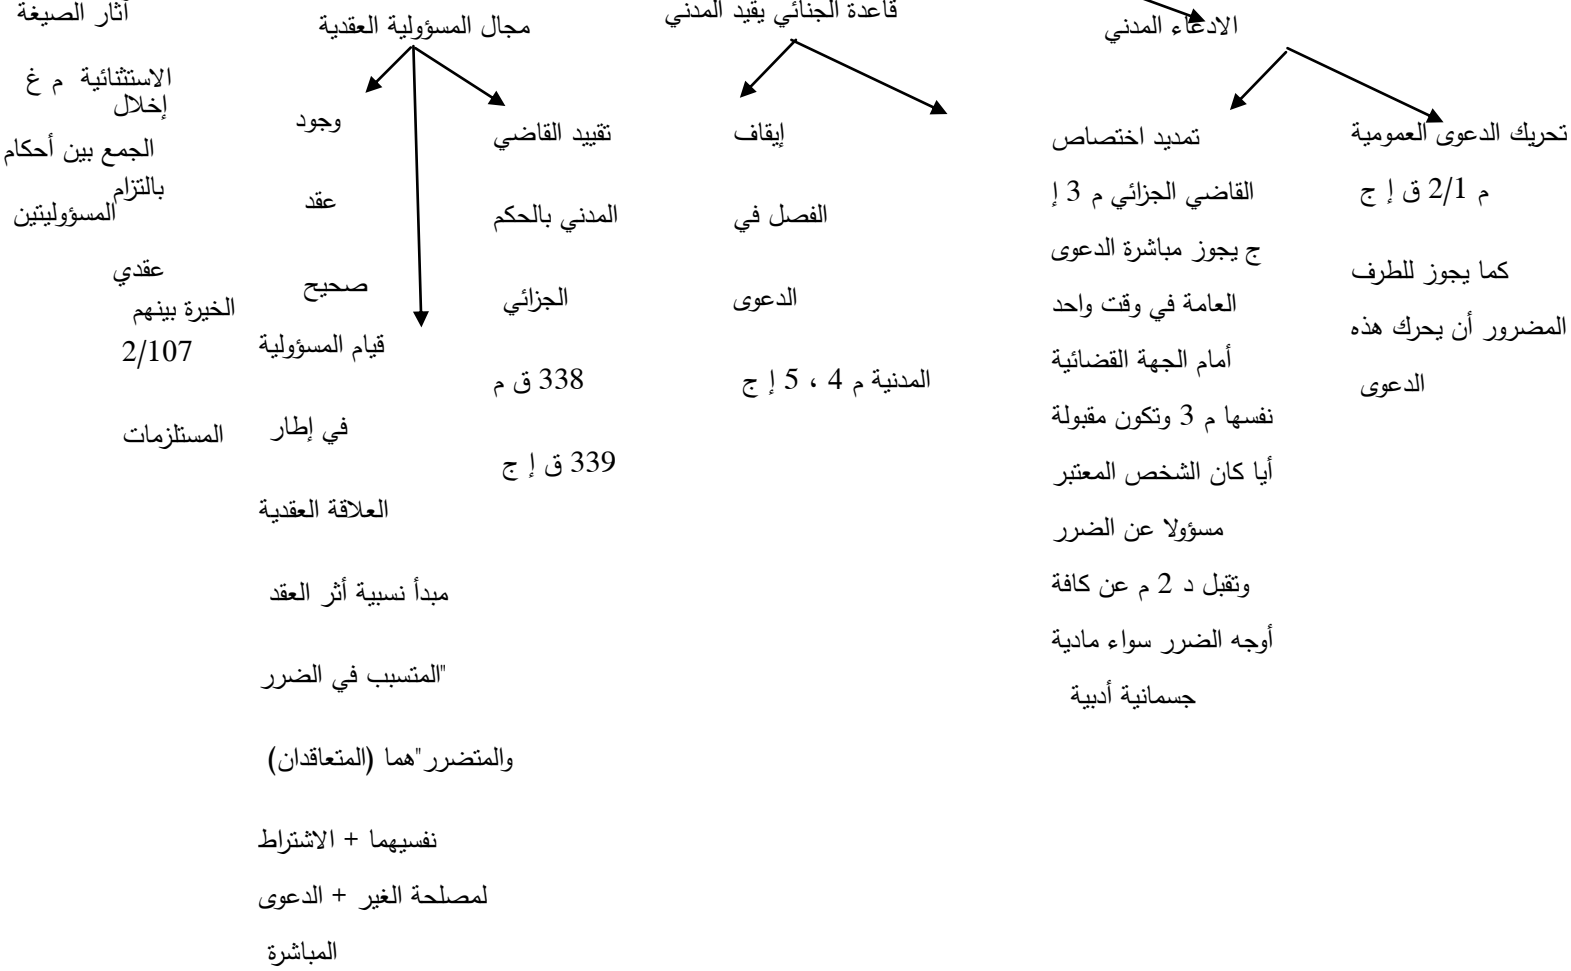 الادعاء المدني
تحريك الدعوى العمومية
م 2/1 ق إ ج
كما يجوز للطرف
المضرور أن يحرك هذه
الدعوى
تمديد اختصاص
القاضي الجزائي م 3 إ
ج يجوز مباشرة الدعوى
العامة في وقت واحد
أمام الجهة القضائية
نفسها م 3 وتكون مقبولة
أيا كان الشخص المعتبر
مسؤولا عن الضرر
وتقبل د 2 م عن كافة
أوجه الضرر سواء مادية
جسمانية أدبية
قاعدة الجنائي يقيد المدني
إيقاف
الفصل في
الدعوى
المدنية م 4 ، 5 إ ج
تقييد القاضي
المدني بالحكم
الجزائي
338 ق م
339 ق إ ج
مجال المسؤولية العقدية
وجود
عقد
صحيح
قيام المسؤولية
في إطار
العلاقة العقدية
مبدأ نسبية أثر العقد
"المتسبب في الضرر
والمتضرر"هما (المتعاقدان)
نفسيهما + الاشتراط
لمصلحة الغير + الدعوى
المباشرة
آثار الصيغة
الاستثنائية م غ
إخلال
الجمع بين أحكام
بالتزام
المسؤوليتين
عقدي
الخيرة بينهم
2/107
المستلزمات